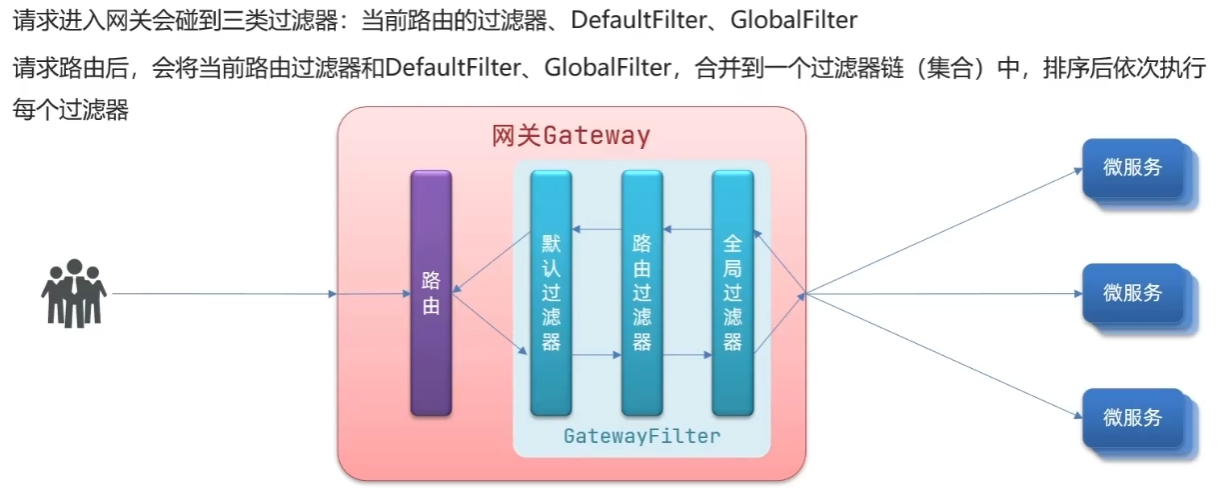 请求进入网关会碰到三类过滤器：当前路由的过滤器、DefaultFilter、GlobalFilter
请求路由后，会将当前路由过滤器和DefaultFilter、GlobalFilter，合并到一个过滤器链（集合）中，排序后依次执行
每个过滤器
网关Gateway
路由
默认过滤器
路由过滤器
全局过滤器
GatewayFilter
微服务
微服务
微服务